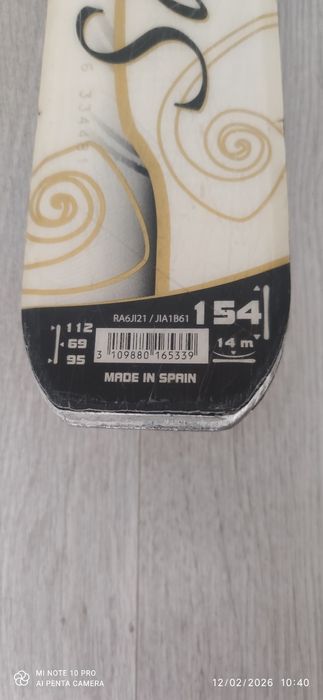 RA6JI21 / JIA1B61
154
112
69
95
3 109880 165339
14 m
MADE IN SPAIN
MI NOTE 10 PRO
AI PENTA CAMERA
12/02/2026 10:40